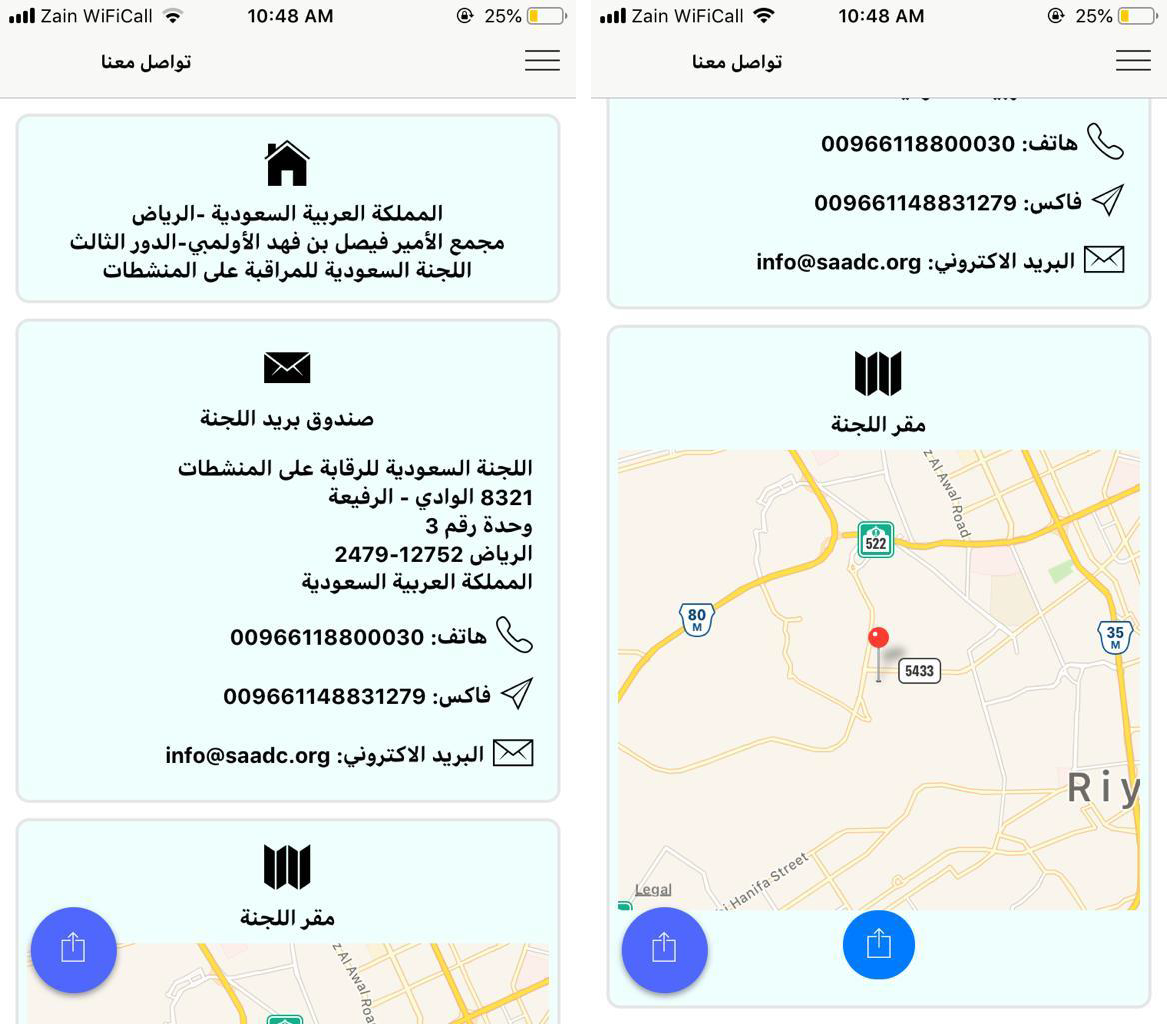 Zain WiFiCall
10:48 AM
25%
تواصل معنا
المملكة العربية السعودية -الرياض
مجمع الأمير فيصل بن فهد الأولمبي-الدور الثالث
اللجنة السعودية للمراقبة على المنشطات
صندوق بريد اللجنة
اللجنة السعودية للرقابة على المنشطات
8321 الوادي - الرفيعة
وحدة رقم 3
الرياض 12752-2479
المملكة العربية السعودية
هاتف: 00966118800030
فاكس: 009661148831279
البريد الاكتروني: info@saadc.org
مقر اللجنة
Zain WiFiCall
10:48 AM
25%
تواصل معنا
هاتف: 00966118800030
فاكس: 009661148831279
البريد الاكتروني: info@saadc.org
مقر اللجنة
z Al Awal Road
522
80
M
35
M
5433
Riy
Hanifa Street
Legal